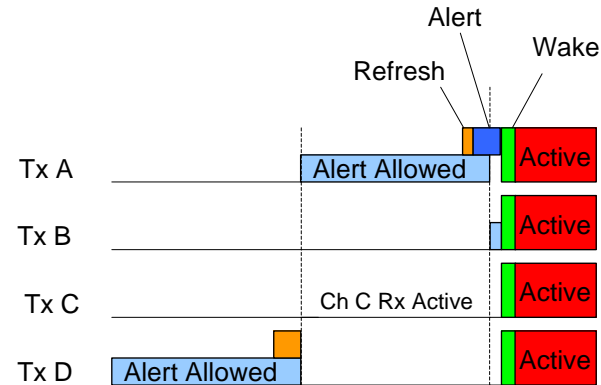 Alert
Refresh Wake
Tx A Alert Allowed Active
Tx B Active
Tx C Ch C Rx Active Active
Tx D Alert Allowed Active